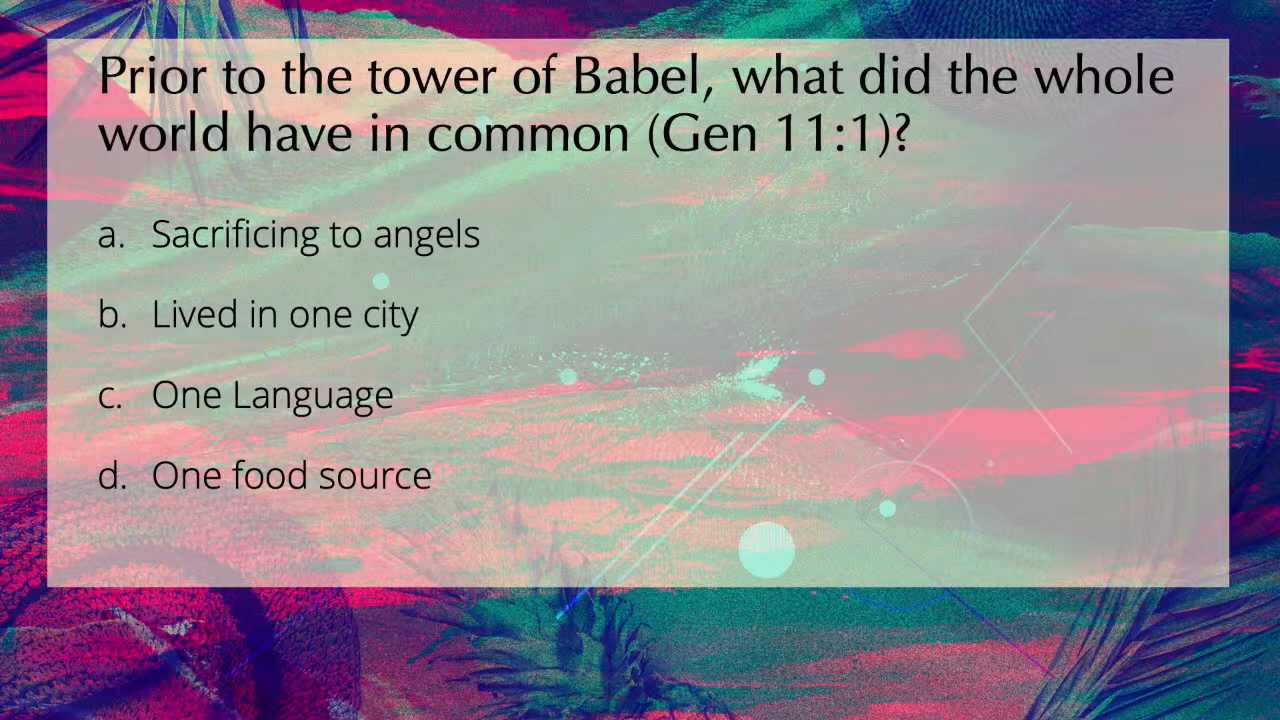 Prior to the tower of Babel, what did the whole
world have in common (Gen 11:1)?
a. Sacrificing to angels
b. Lived in one city
c. One Language
d. One food source